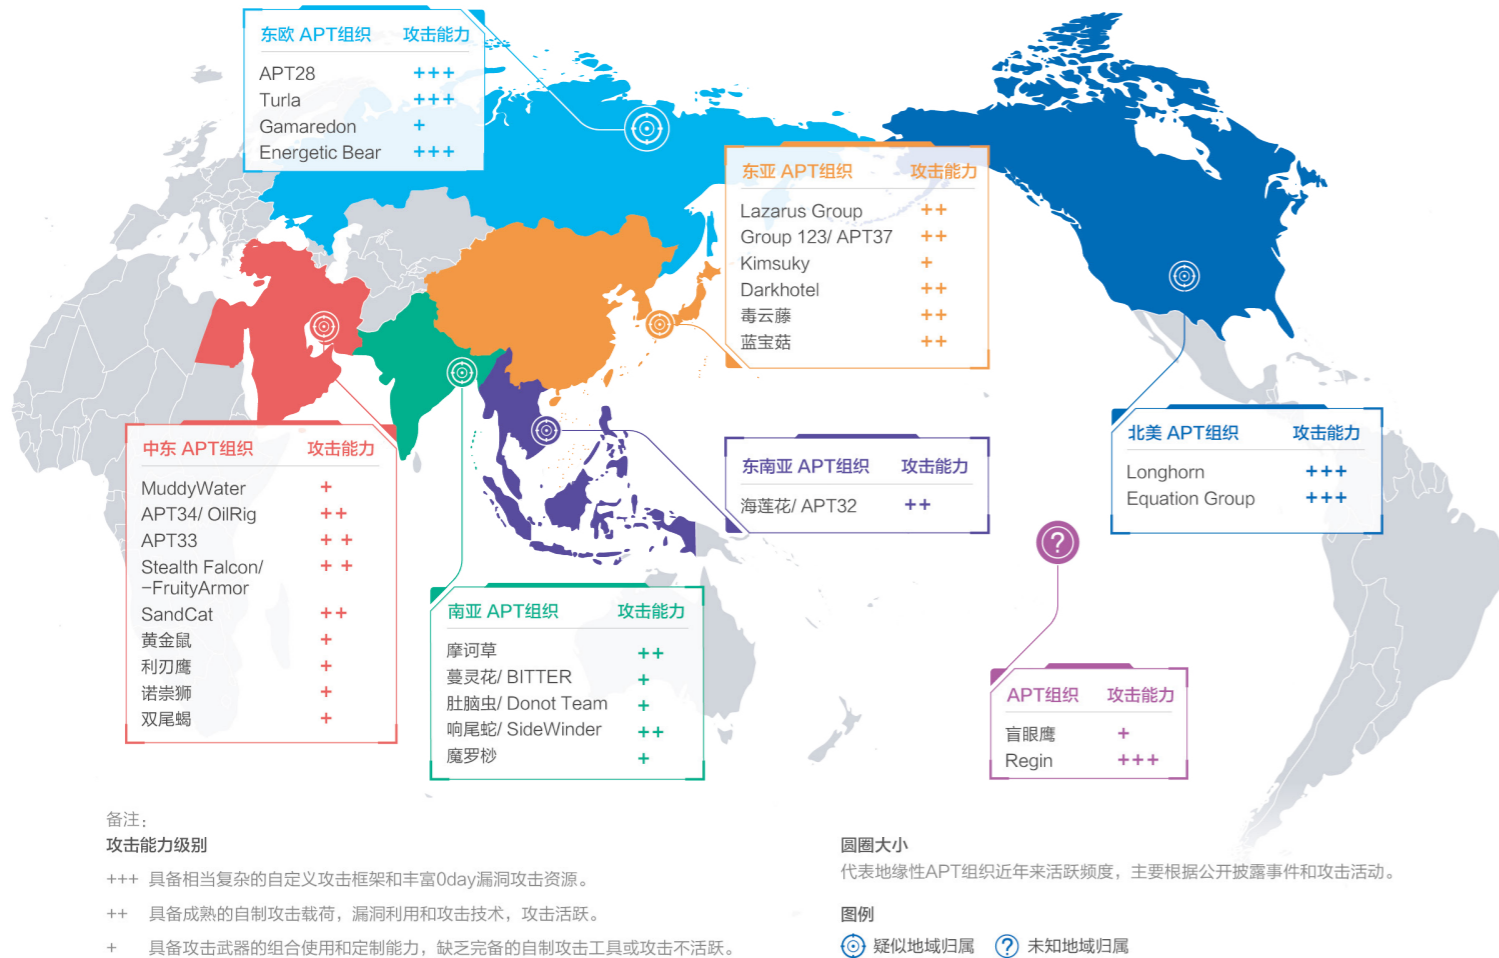 东欧 APT组织 攻击能力
APT28 +++
Turla +++
Gamaredon +
Energetic Bear +++
东亚 APT组织 攻击能力
Lazarus Group ++
Group 123/ APT37 ++
Kimsuky +
Darkhotel ++
毒云藤 ++
蓝宝菇 ++
中东 APT组织 攻击能力
MuddyWater +
APT34/ OilRig ++
APT33 + +
Stealth Falcon/ + +
-FruityArmor
SandCat ++
黄金鼠 +
利刃鹰 +
诺崇狮 +
双尾蝎 +
东南亚 APT组织 攻击能力
海莲花/ APT32 ++
北美 APT组织 攻击能力
Longhorn +++
Equation Group +++
南亚 APT组织 攻击能力
摩诃草 ++
蔓灵花/ BITTER +
肚脑虫/ Donot Team +
响尾蛇/ SideWinder ++
魔罗桫 +
?
APT组织 攻击能力
盲眼鹰 +
Regin +++
备注:
攻击能力级别
+++ 具备相当复杂的自定义攻击框架和丰富0day漏洞攻击资源。
++ 具备成熟的自制攻击载荷，漏洞利用和攻击技术，攻击活跃。
+ 具备攻击武器的组合使用和定制能力，缺乏完备的自制攻击工具或攻击不活跃。
圆圈大小
代表地缘性APT组织近年来活跃频度，主要根据公开披露事件和攻击活动。
图例
疑似地域归属 ? 未知地域归属